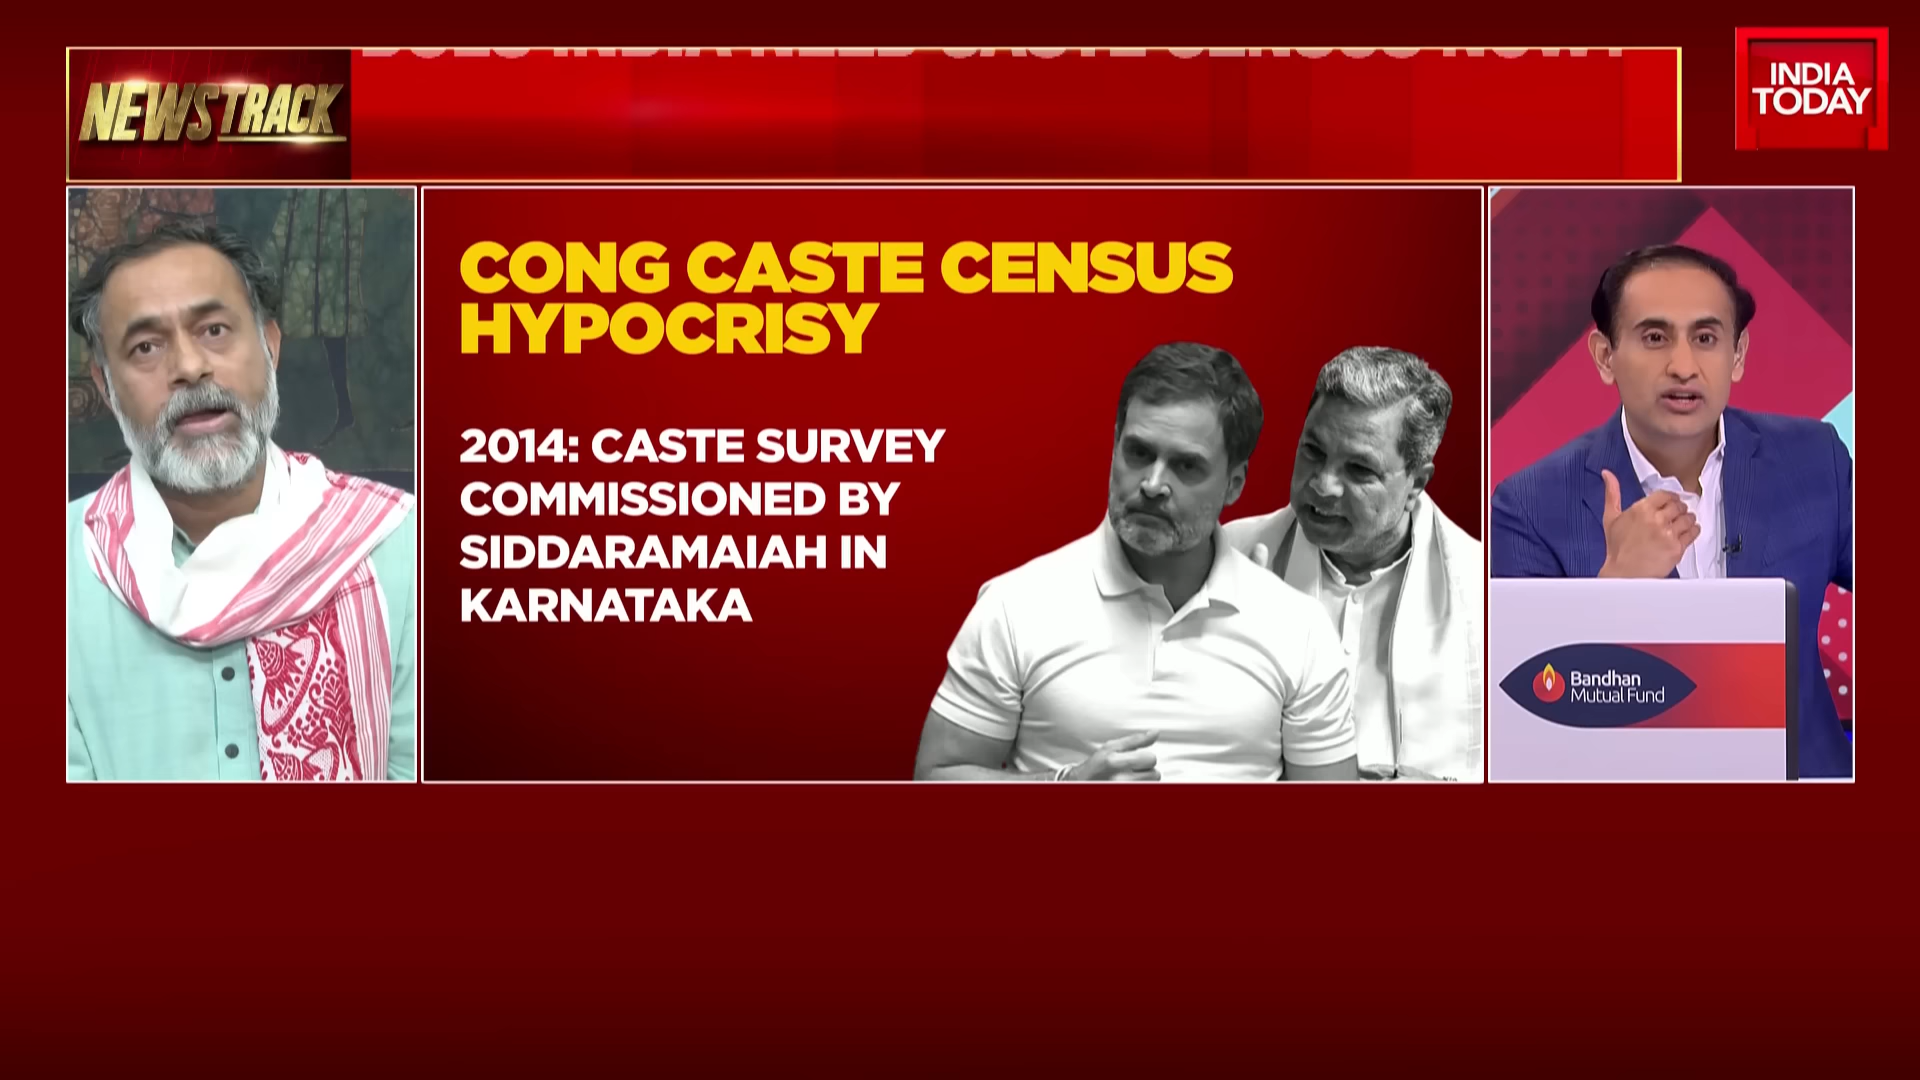 NEWSTRACK
INDIA
TODAY
CONG CASTE CENSUS
HYPOCRISY
2014: CASTE SURVEY
COMMISSIONED BY
SIDDARAMAIAH IN
KARNATAKA
Bandhan
Mutual Fund